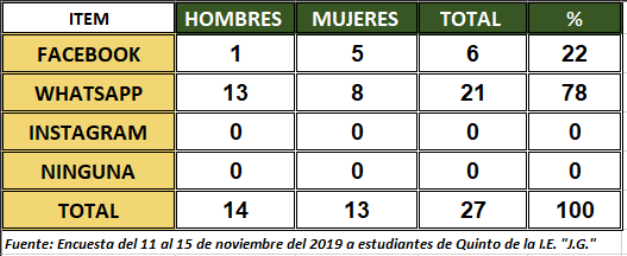 ITEM HOMBRES MUJERES TOTAL %
FACEBOOK 1 5 6 22
WHATSAPP 13 8 21 78
INSTAGRAM 0 0 0 0
NINGUNA 0 0 0 0
TOTAL 14 13 27 100
Fuente: Encuesta del 11 al 15 de noviembre del 2019 a estudiantes de Quinto de la I.E. "J.G."